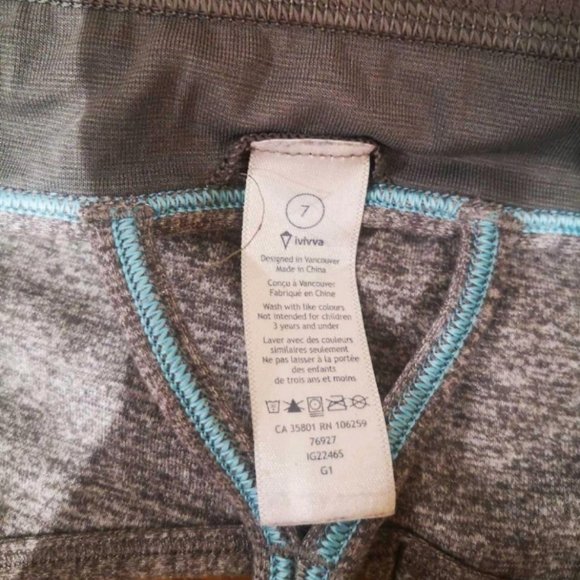 7
ivivva
Designed in Vancouver
Made in China
Conçu à Vancouver
Fabriqué en Chine
Wash with like colours
Not intended for children
3 years and under
Laver avec des couleurs
similaires seulement
Ne pas laisser à la portée
des enfants
de trois ans et moins
CA 35801 RN 106259
76927
IG22465
G1